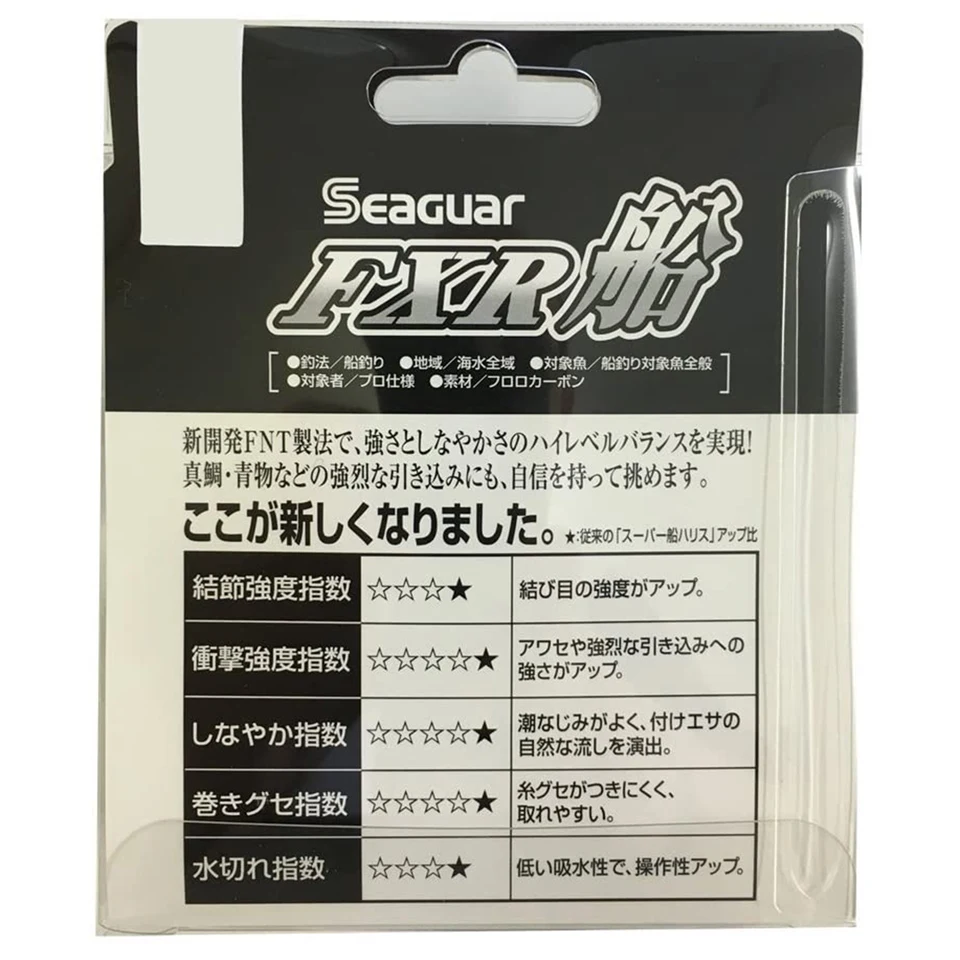 Seaguar
FXR船
●釣法／船釣り ●地域／海水全域 ●対象魚／船釣り対象魚全般
●対象者／プロ仕様 ●素材／フロロカーボン
新開発FNT製法で、強さとしなやかさのハイレベルバランスを実現!
真鯛・青物などの強烈な引き込みにも、自信を持って挑めます。
ここが新しくなりました。 ★:従来の「スーパー船ハリス」アップ比
結節強度指数 ☆☆☆★ 結び目の強度がアップ。
衝撃強度指数 ☆☆☆☆★ アワセや強烈な引き込みへの
強さがアップ。
しなやか指数 ☆☆☆☆★ 潮なじみがよく、付けエサの
自然な流しを演出。
巻きグセ指数 ☆☆☆☆★ 糸グセがつきにくく、
取れやすい。
水切れ指数 ☆☆☆★ 低い吸水性で、操作性アップ。